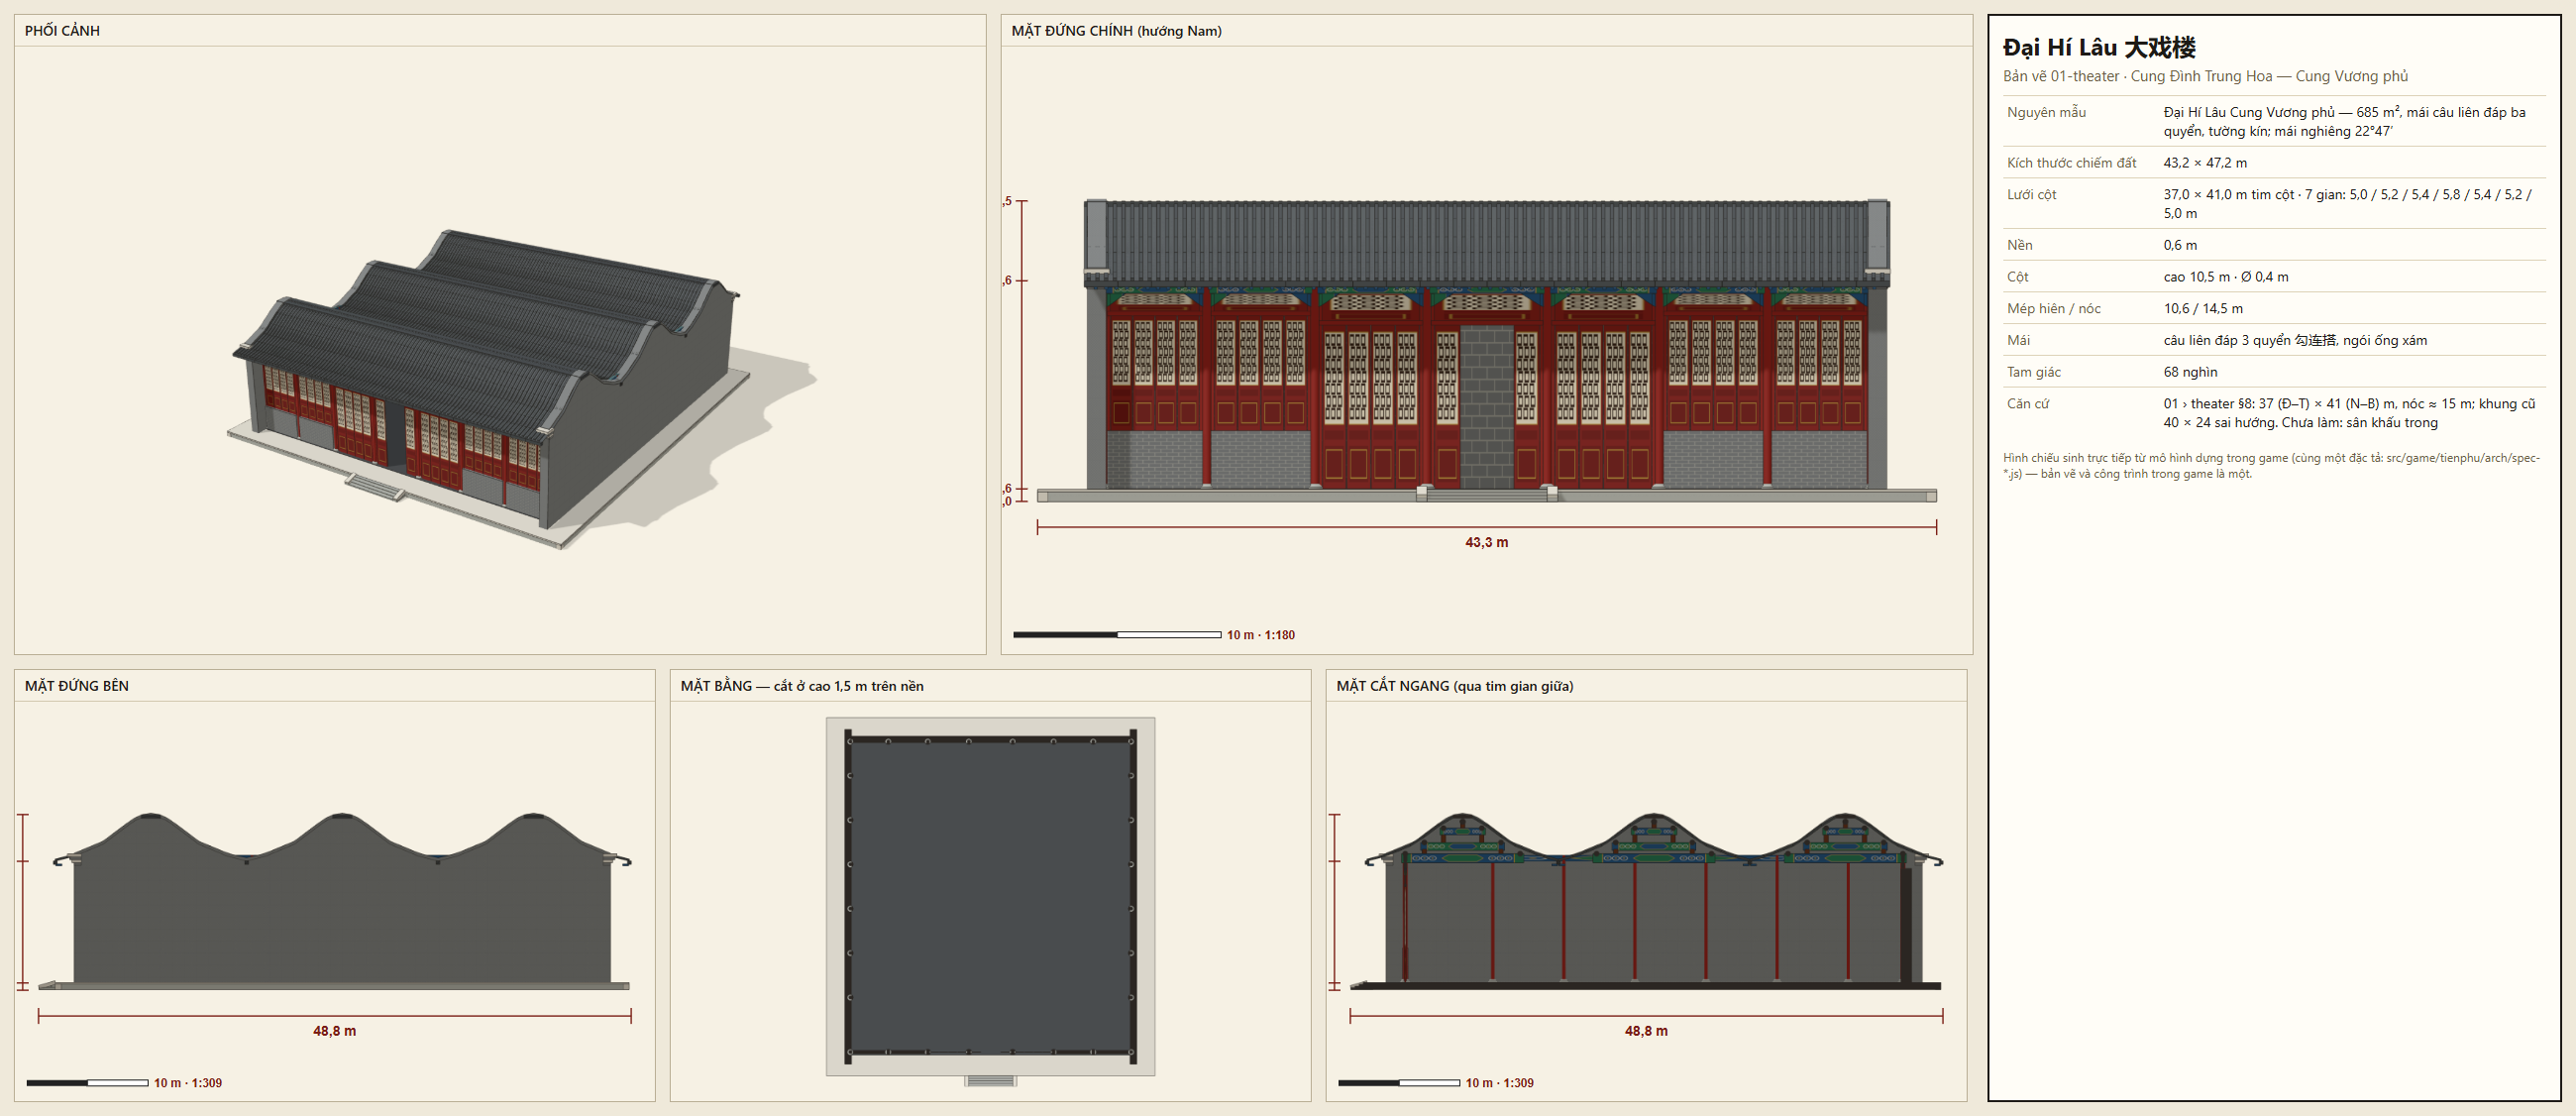 PHỐI CẢNH
MẶT ĐỨNG CHÍNH (hướng Nam)
,5
,6
,6
,0
43,3 m
10 m · 1:180
MẶT ĐỨNG BÊN
48,8 m
10 m · 1:309
MẶT BẰNG — cắt ở cao 1,5 m trên nền
MẶT CẮT NGANG (qua tim gian giữa)
48,8 m
10 m · 1:309
Đại Hí Lâu 大戏楼
Bản vẽ 01-theater · Cung Đình Trung Hoa — Cung Vương phủ
Nguyên mẫu
Đại Hí Lâu Cung Vương phủ — 685 m², mái câu liên đáp ba
quyển, tường kín; mái nghiêng 22°47′
Kích thước chiếm đất
43,2 × 47,2 m
Lưới cột
37,0 × 41,0 m tim cột · 7 gian: 5,0 / 5,2 / 5,4 / 5,8 / 5,4 / 5,2 /
5,0 m
Nền
0,6 m
Cột
cao 10,5 m · Ø 0,4 m
Mép hiên / nóc
10,6 / 14,5 m
Mái
câu liên đáp 3 quyển 勾连搭, ngói ống xám
Tam giác
68 nghìn
Căn cứ
01 › theater §8: 37 (Đ–T) × 41 (N–B) m, nóc ≈ 15 m; khung cũ
40 × 24 sai hướng. Chưa làm: sân khấu trong
Hình chiếu sinh trực tiếp từ mô hình dựng trong game (cùng một đặc tả: src/game/tienphu/arch/spec-
*.js) — bản vẽ và công trình trong game là một.